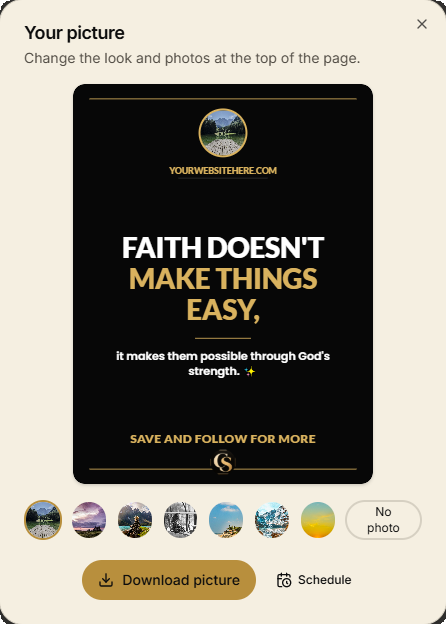 Your picture
Change the look and photos at the top of the page.
YOURWEBSITEHERE.COM
FAITH DOESN'T
MAKE THINGS
EASY,
it makes them possible through God's
strength. ✨
SAVE AND FOLLOW FOR MORE
CS
No
photo
Download picture
Schedule